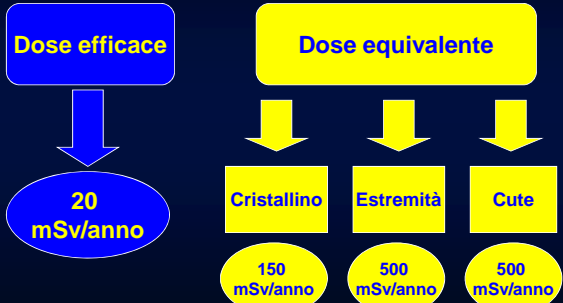 Dose efficace
Dose equivalente
20
mSv/anno
Cristallino
Estremità
Cute
150
mSv/anno
500
mSv/anno
500
mSv/anno